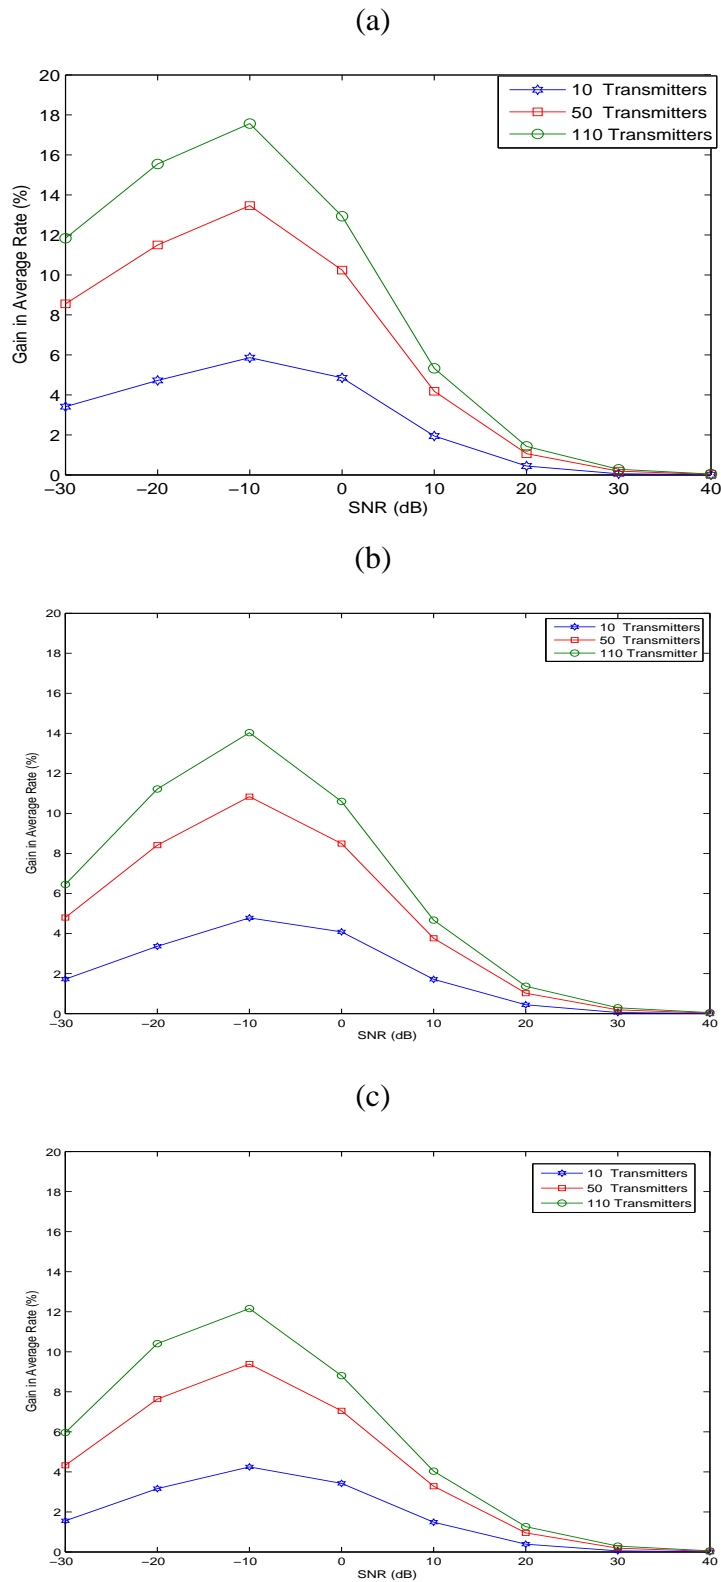 (a)
20
18
16
14
12
10
8
6
4
2
0
Gain in Average Rate (%)
10 Transmitters
50 Transmitters
110 Transmitters
−30 −20 −10 0 10 20 30 40
SNR (dB)
(b)
20
18
16
14
12
10
8
6
4
2
0
Gain in Average Rate (%)
10 Transmitters
50 Transmitters
110 Transmitter
−30 −20 −10 0 10 20 30 40
SNR (dB)
(c)
20
18
16
14
12
10
8
6
4
2
0
Gain in Average Rate (%)
10 Transmitters
50 Transmitters
110 Transmitters
−30 −20 −10 0 10 20 30 40
SNR (dB)